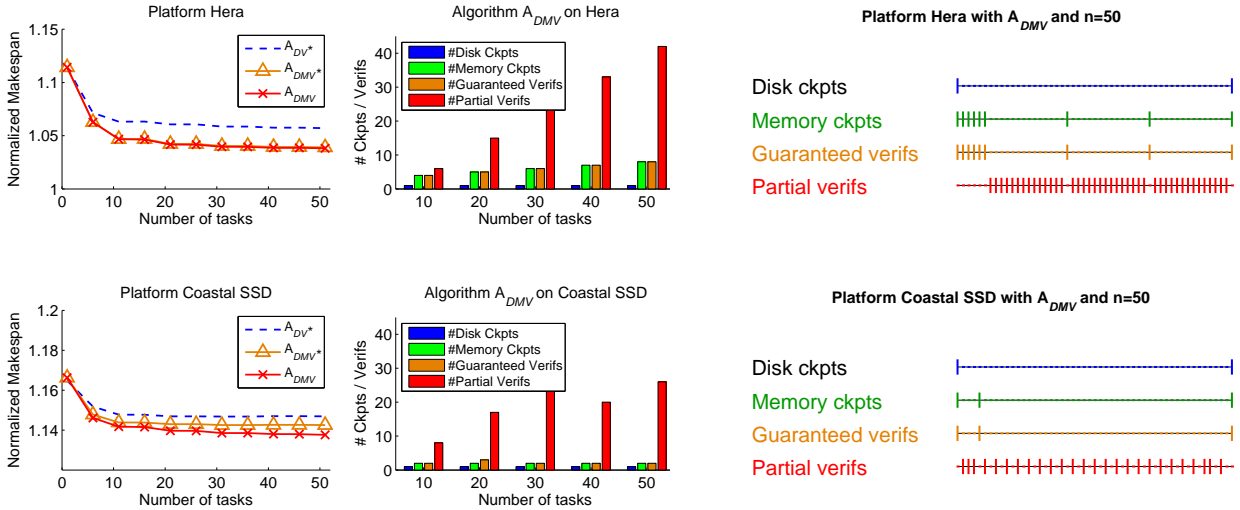 Platform Hera
Normalized Makespan
1.15
1.1
1.05
1
0 10 20 30 40 50
Number of tasks
A_DV*
A_DMV*
A_DMV
Algorithm A_DMV on Hera
# Ckpts / Verifs
40
30
20
10
0
10 20 30 40 50
Number of tasks
#Disk Ckpts
#Memory Ckpts
#Guaranteed Verifs
#Partial Verifs
Platform Hera with A_DMV and n=50
Disk ckpts
Memory ckpts
Guaranteed verifs
Partial verifs
Platform Coastal SSD
Normalized Makespan
1.2
1.18
1.16
1.14
0 10 20 30 40 50
Number of tasks
A_DV*
A_DMV*
A_DMV
Algorithm A_DMV on Coastal SSD
# Ckpts / Verifs
40
30
20
10
0
10 20 30 40 50
Number of tasks
#Disk Ckpts
#Memory Ckpts
#Guaranteed Verifs
#Partial Verifs
Platform Coastal SSD with A_DMV and n=50
Disk ckpts
Memory ckpts
Guaranteed verifs
Partial verifs